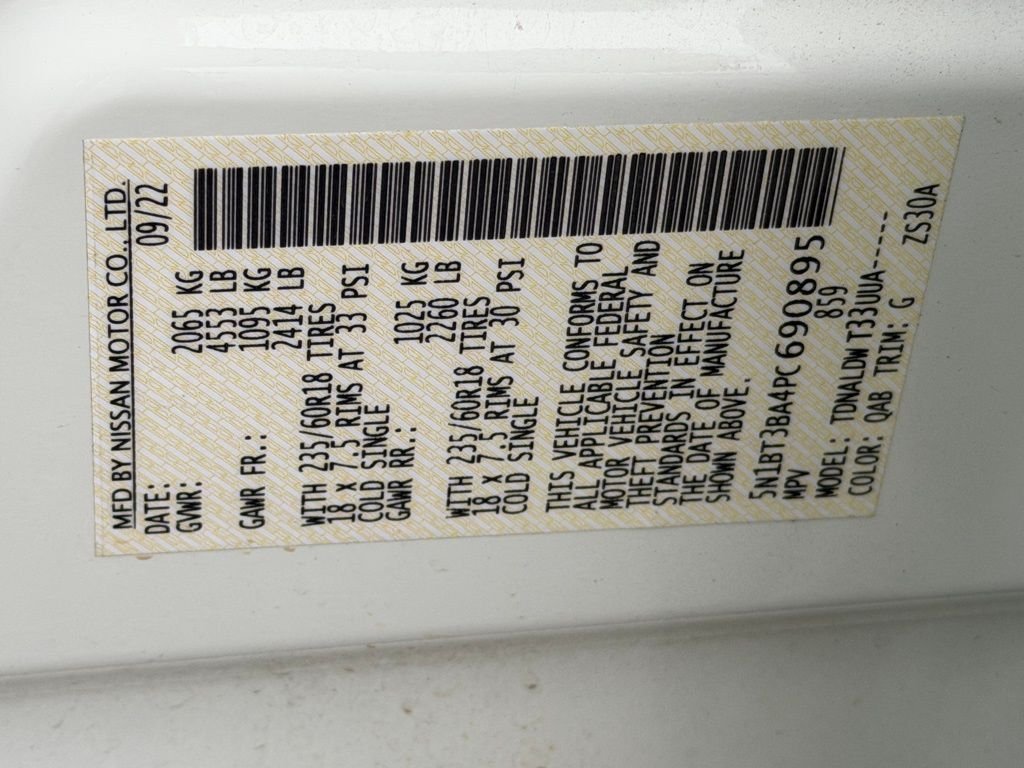 MFD BY NISSAN MOTOR CO., LTD.
DATE: 09/22
GVWR: 2065 KG
4553 LB
GAWR FR.: 1095 KG
2414 LB
WITH 235/60R18 TIRES
18 X 7.5 RIMS AT 33 PSI
COLD SINGLE
GAWR RR.: 1025 KG
2260 LB
WITH 235/60R18 TIRES
18 X 7.5 RIMS AT 30 PSI
COLD SINGLE
THIS VEHICLE CONFORMS TO
ALL APPLICABLE FEDERAL
MOTOR VEHICLE SAFETY AND
THEFT PREVENTION
STANDARDS IN EFFECT ON
THE DATE OF MANUFACTURE
SHOWN ABOVE.
5N1BT3BA4PC690895
MPV 859
MODEL: TDNALDWT33UUA-----
COLOR: QAB TRIM: G ZS30A